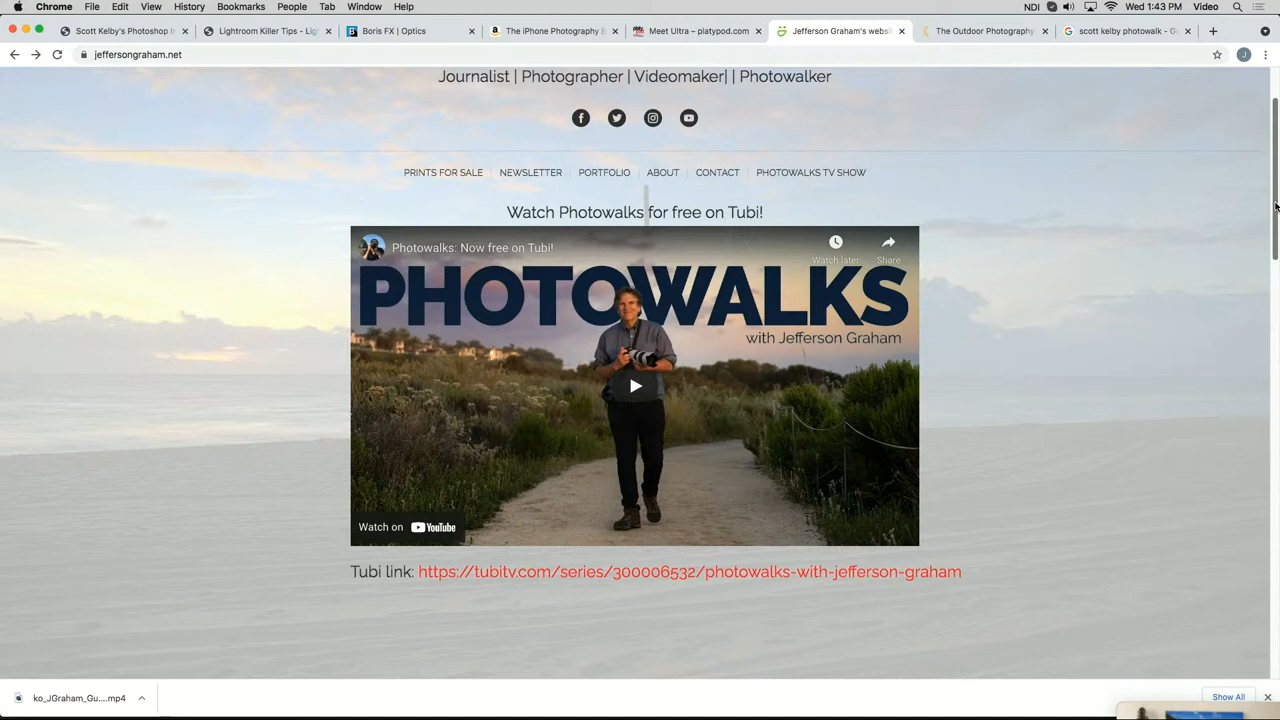 Chrome File Edit View History Bookmarks People Tab Window Help NDI Wed 1:43 PM Video
Scott Kelby's Photoshop In
Lightroom Killer Tips - Ligh
Boris FX | Optics
The iPhone Photography B
Meet Ultra – platypod.com
Jefferson Graham's websi
The Outdoor Photography
scott kelby photowalk - Go
jeffersongraham.net
J
Journalist | Photographer | Videomaker| | Photowalker
PRINTS FOR SALE NEWSLETTER PORTFOLIO ABOUT CONTACT PHOTOWALKS TV SHOW
Watch Photowalks for free on Tubi!
Photowalks: Now free on Tubi!
Watch later Share
PHOTOWALKS
with Jefferson Graham
Watch on YouTube
Tubi link: https://tubitv.com/series/300006532/photowalks-with-jefferson-graham
ko_JGraham_Gu....mp4
Show All